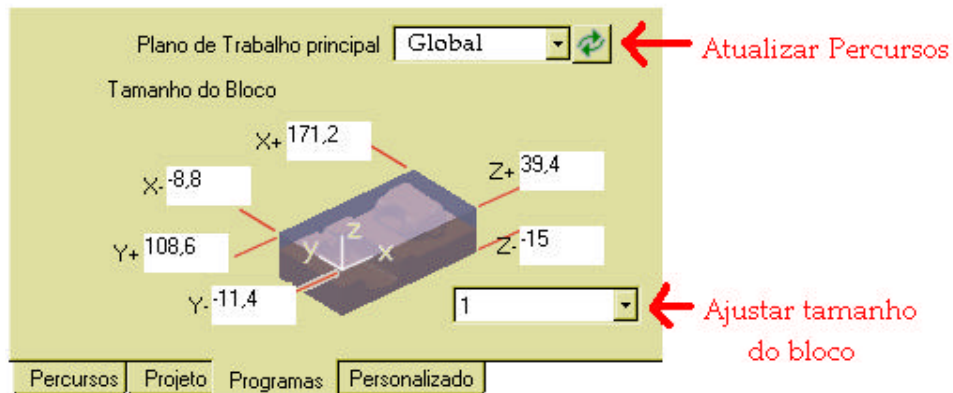 Plano de Trabalho principal Global
Atualizar Percursos
Tamanho do Bloco
X+ 171,2
X- -8,8
Z+ 39,4
Y+ 108,6
Z- -15
Y- -11,4
y z x
1
Ajustar tamanho
do bloco
Percursos Projeto Programas Personalizado